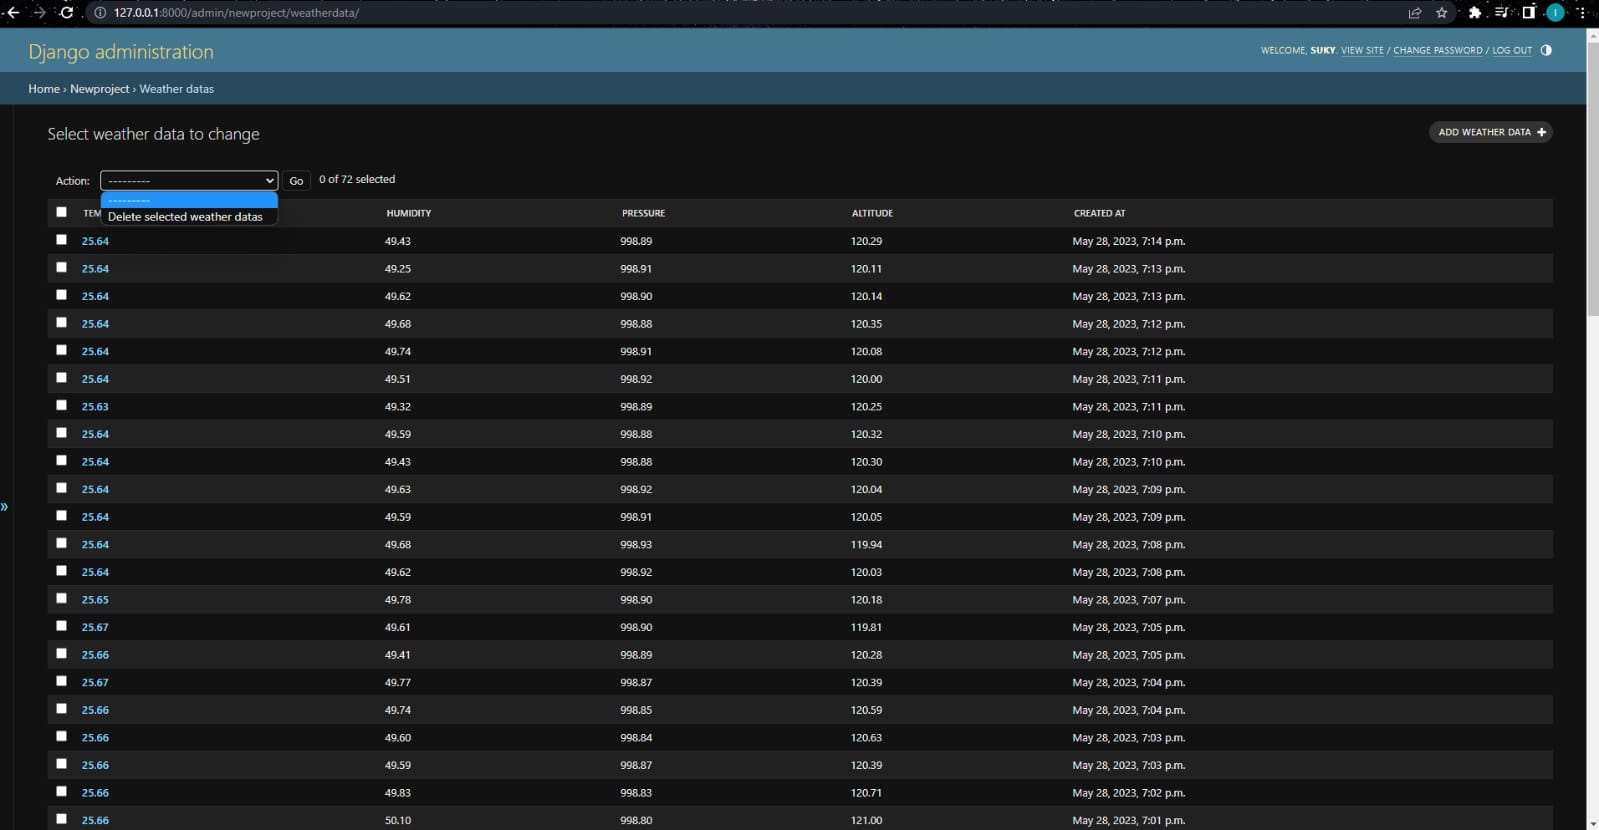 127.0.0.1:8000/admin/newproject/weatherdata/
I
Django administration
WELCOME, SUKY. VIEW SITE / CHANGE PASSWORD / LOG OUT
Home › Newproject › Weather datas
Select weather data to change
ADD WEATHER DATA +
Action: --------- Go 0 of 72 selected
---------
Delete selected weather datas
TEM HUMIDITY PRESSURE ALTITUDE CREATED AT
25.64 49.43 998.89 120.29 May 28, 2023, 7:14 p.m.
25.64 49.25 998.91 120.11 May 28, 2023, 7:13 p.m.
25.64 49.62 998.90 120.14 May 28, 2023, 7:13 p.m.
25.64 49.68 998.88 120.35 May 28, 2023, 7:12 p.m.
25.64 49.74 998.91 120.08 May 28, 2023, 7:12 p.m.
25.64 49.51 998.92 120.00 May 28, 2023, 7:11 p.m.
25.63 49.32 998.89 120.25 May 28, 2023, 7:11 p.m.
25.64 49.59 998.88 120.32 May 28, 2023, 7:10 p.m.
25.64 49.43 998.88 120.30 May 28, 2023, 7:10 p.m.
25.64 49.63 998.92 120.04 May 28, 2023, 7:09 p.m.
25.64 49.59 998.91 120.05 May 28, 2023, 7:09 p.m.
25.64 49.68 998.93 119.94 May 28, 2023, 7:08 p.m.
25.64 49.62 998.92 120.03 May 28, 2023, 7:08 p.m.
25.65 49.78 998.90 120.18 May 28, 2023, 7:07 p.m.
25.67 49.61 998.90 119.81 May 28, 2023, 7:05 p.m.
25.66 49.41 998.89 120.28 May 28, 2023, 7:05 p.m.
25.67 49.77 998.87 120.39 May 28, 2023, 7:04 p.m.
25.66 49.74 998.85 120.59 May 28, 2023, 7:04 p.m.
25.66 49.60 998.84 120.63 May 28, 2023, 7:03 p.m.
25.66 49.59 998.87 120.39 May 28, 2023, 7:03 p.m.
25.66 49.83 998.83 120.71 May 28, 2023, 7:02 p.m.
25.66 50.10 998.80 121.00 May 28, 2023, 7:01 p.m.